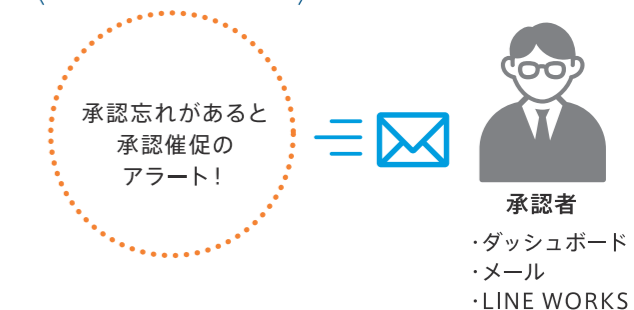 承認忘れがあると
承認催促の
アラート！
承認者
・ダッシュボード
・メール
・LINE WORKS